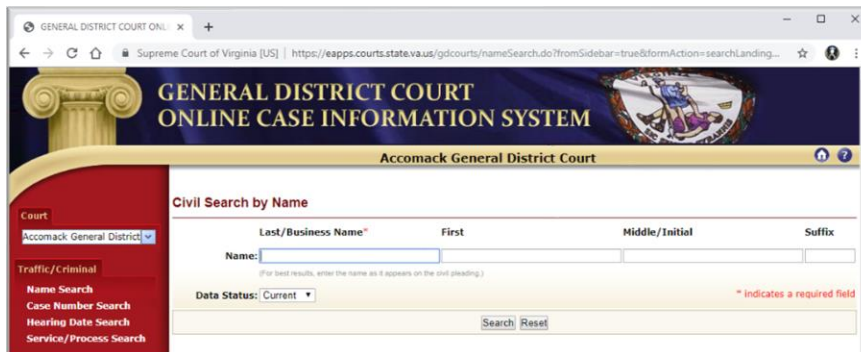 GENERAL DISTRICT COURT ONLI
Supreme Court of Virginia [US] | https://eapps.courts.state.va.us/gdcourts/nameSearch.do?fromSidebar=true&formAction=searchLanding...
GENERAL DISTRICT COURT
ONLINE CASE INFORMATION SYSTEM
SIC SEMPER TYRANNIS
Accomack General District Court
Court
Accomack General District
Traffic/Criminal
Name Search
Case Number Search
Hearing Date Search
Service/Process Search
Civil Search by Name
Last/Business Name* First Middle/Initial Suffix
Name:
(For best results, enter the name as it appears on the civil pleading.)
Data Status: Current
* indicates a required field
Search Reset